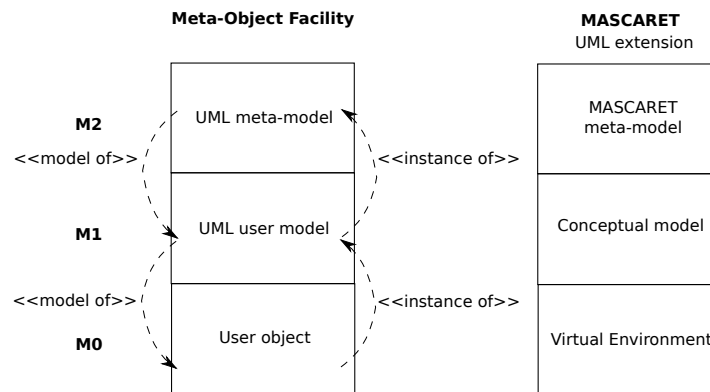 Meta-Object Facility
MASCARET
UML extension
M2
UML meta-model
MASCARET
meta-model
<<model of>>
<<instance of>>
M1
UML user model
Conceptual model
<<model of>>
<<instance of>>
M0
User object
Virtual Environment